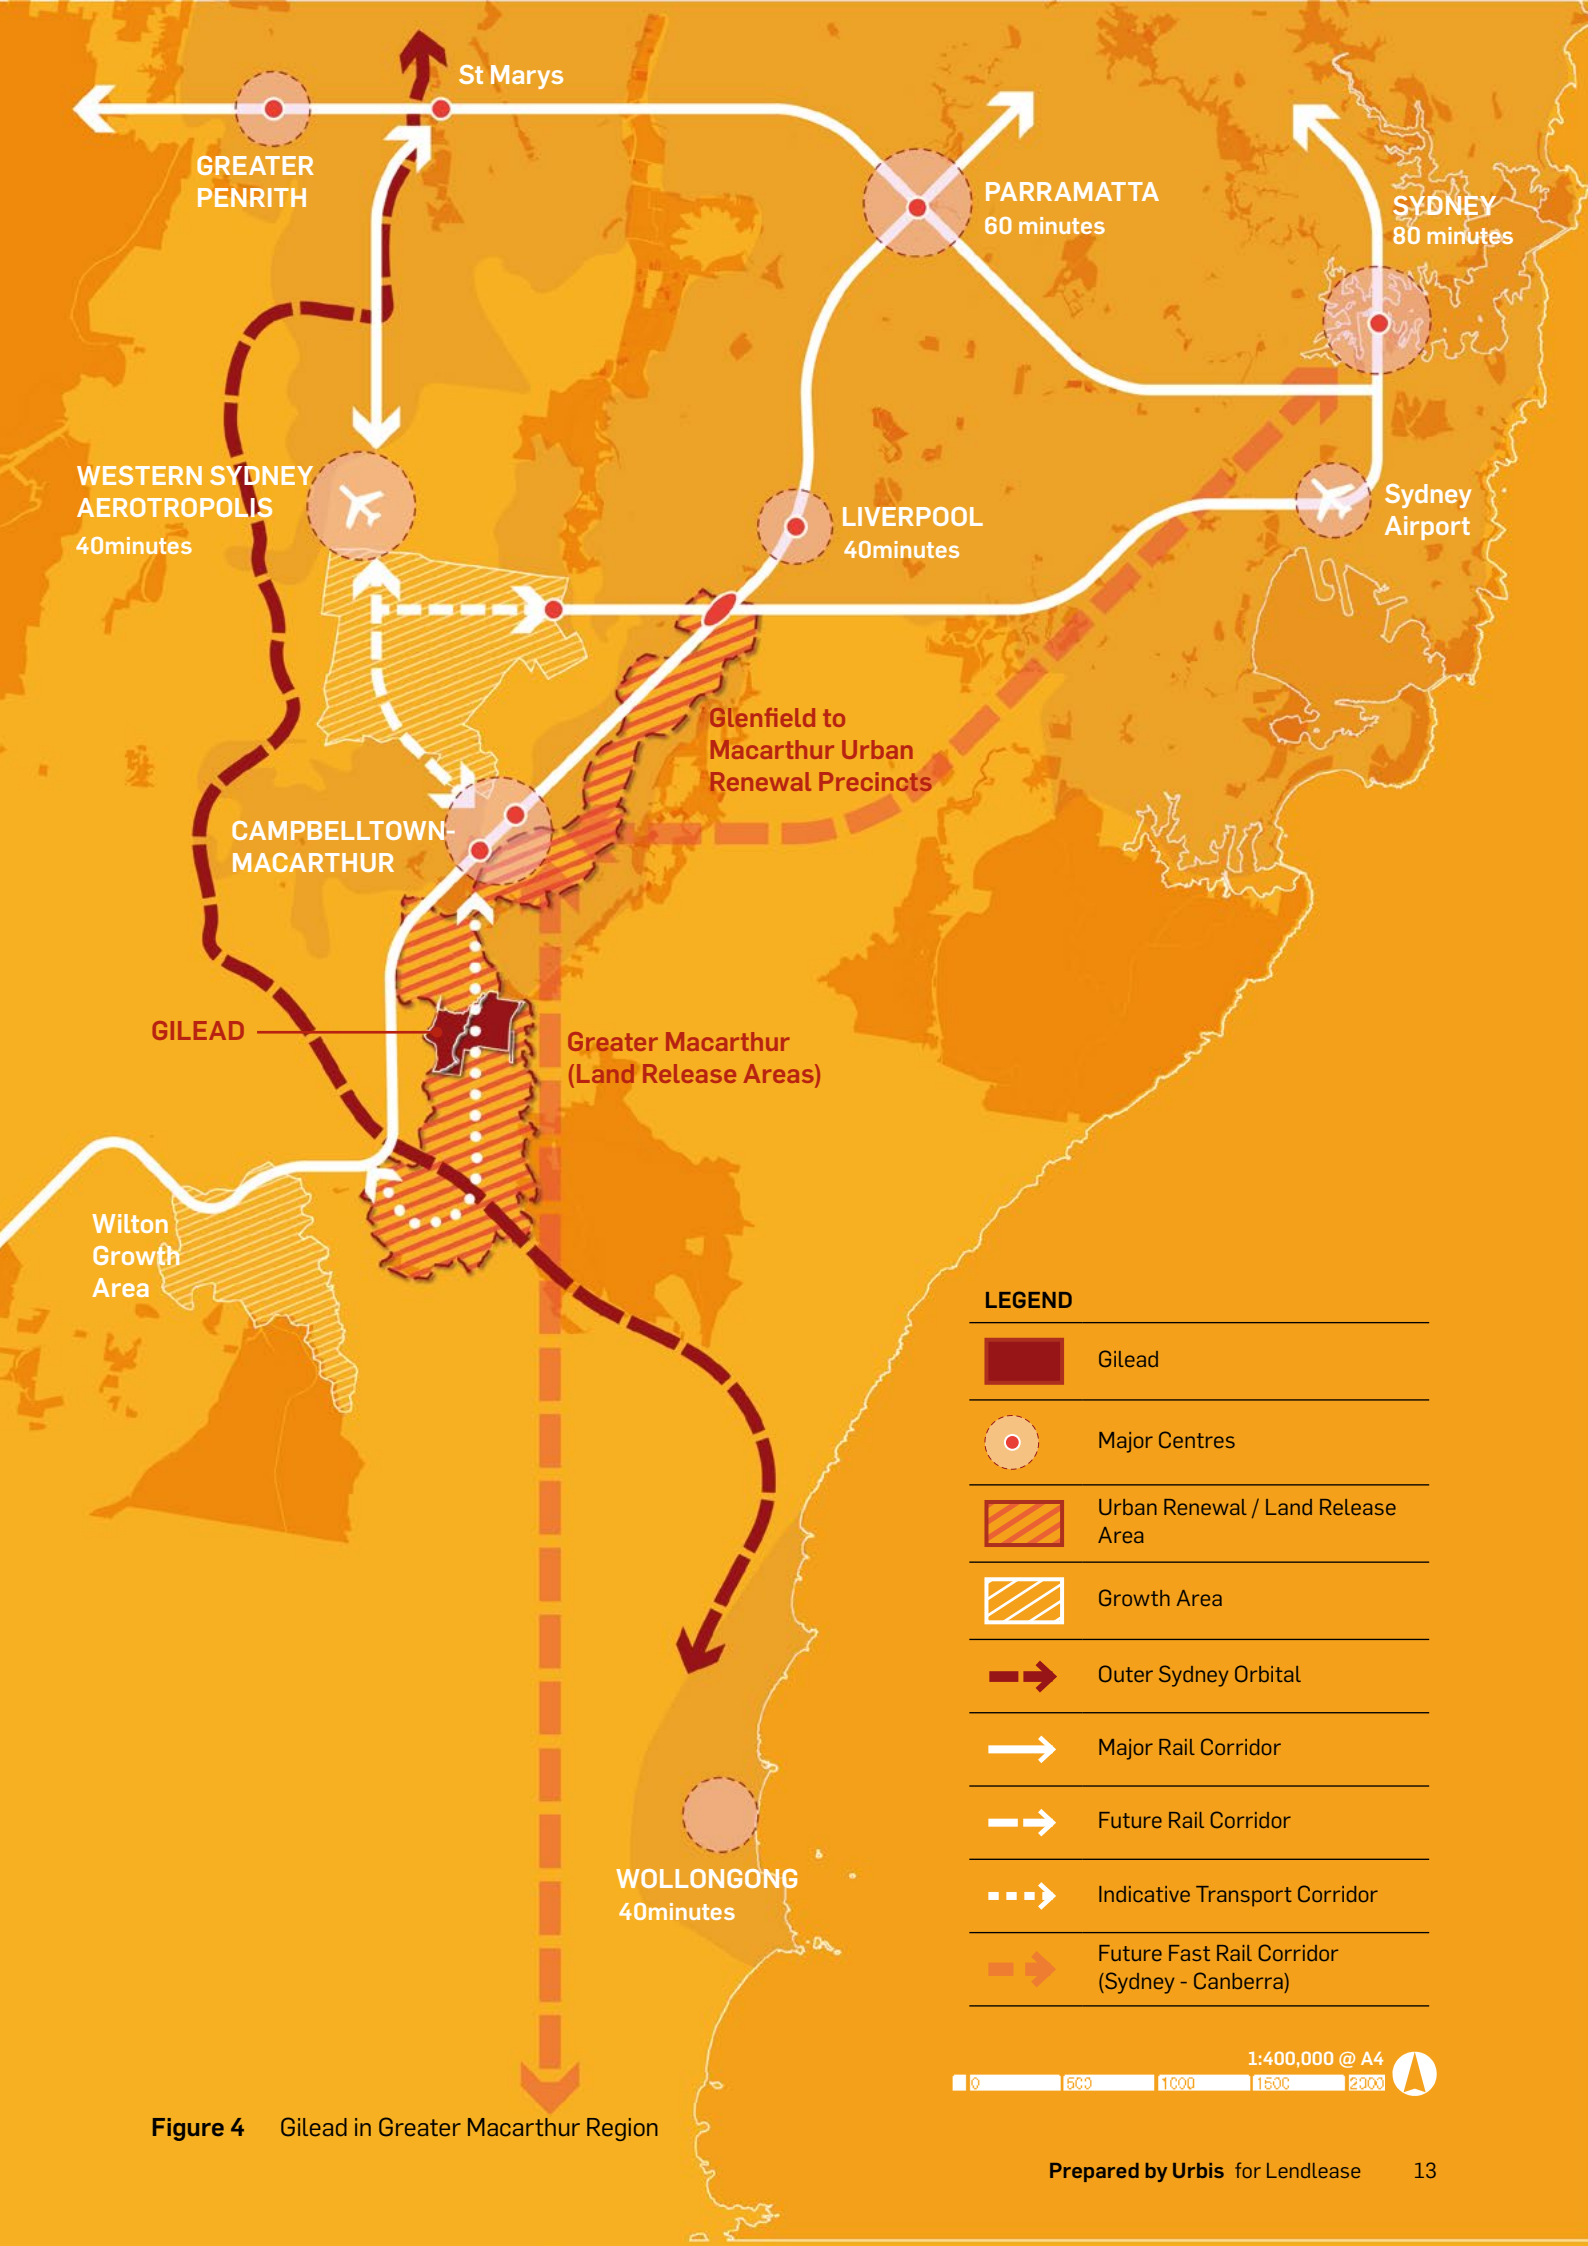 St Marys
GREATER
PENRITH
PARRAMATTA
60 minutes
SYDNEY
80 minutes
WESTERN SYDNEY
AEROTROPOLIS
40minutes
LIVERPOOL
40minutes
Sydney
Airport
Glenfield to
Macarthur Urban
Renewal Precincts
CAMPBELLTOWN-
MACARTHUR
GILEAD
Greater Macarthur
(Land Release Areas)
Wilton
Growth
Area
LEGEND
Gilead
Major Centres
Urban Renewal / Land Release
Area
Growth Area
Outer Sydney Orbital
Major Rail Corridor
Future Rail Corridor
Indicative Transport Corridor
Future Fast Rail Corridor
(Sydney - Canberra)
WOLLONGONG
40minutes
1:400,000 @ A4
0 500 1000 1500 2000
Figure 4 Gilead in Greater Macarthur Region
Prepared by Urbis for Lendlease 13